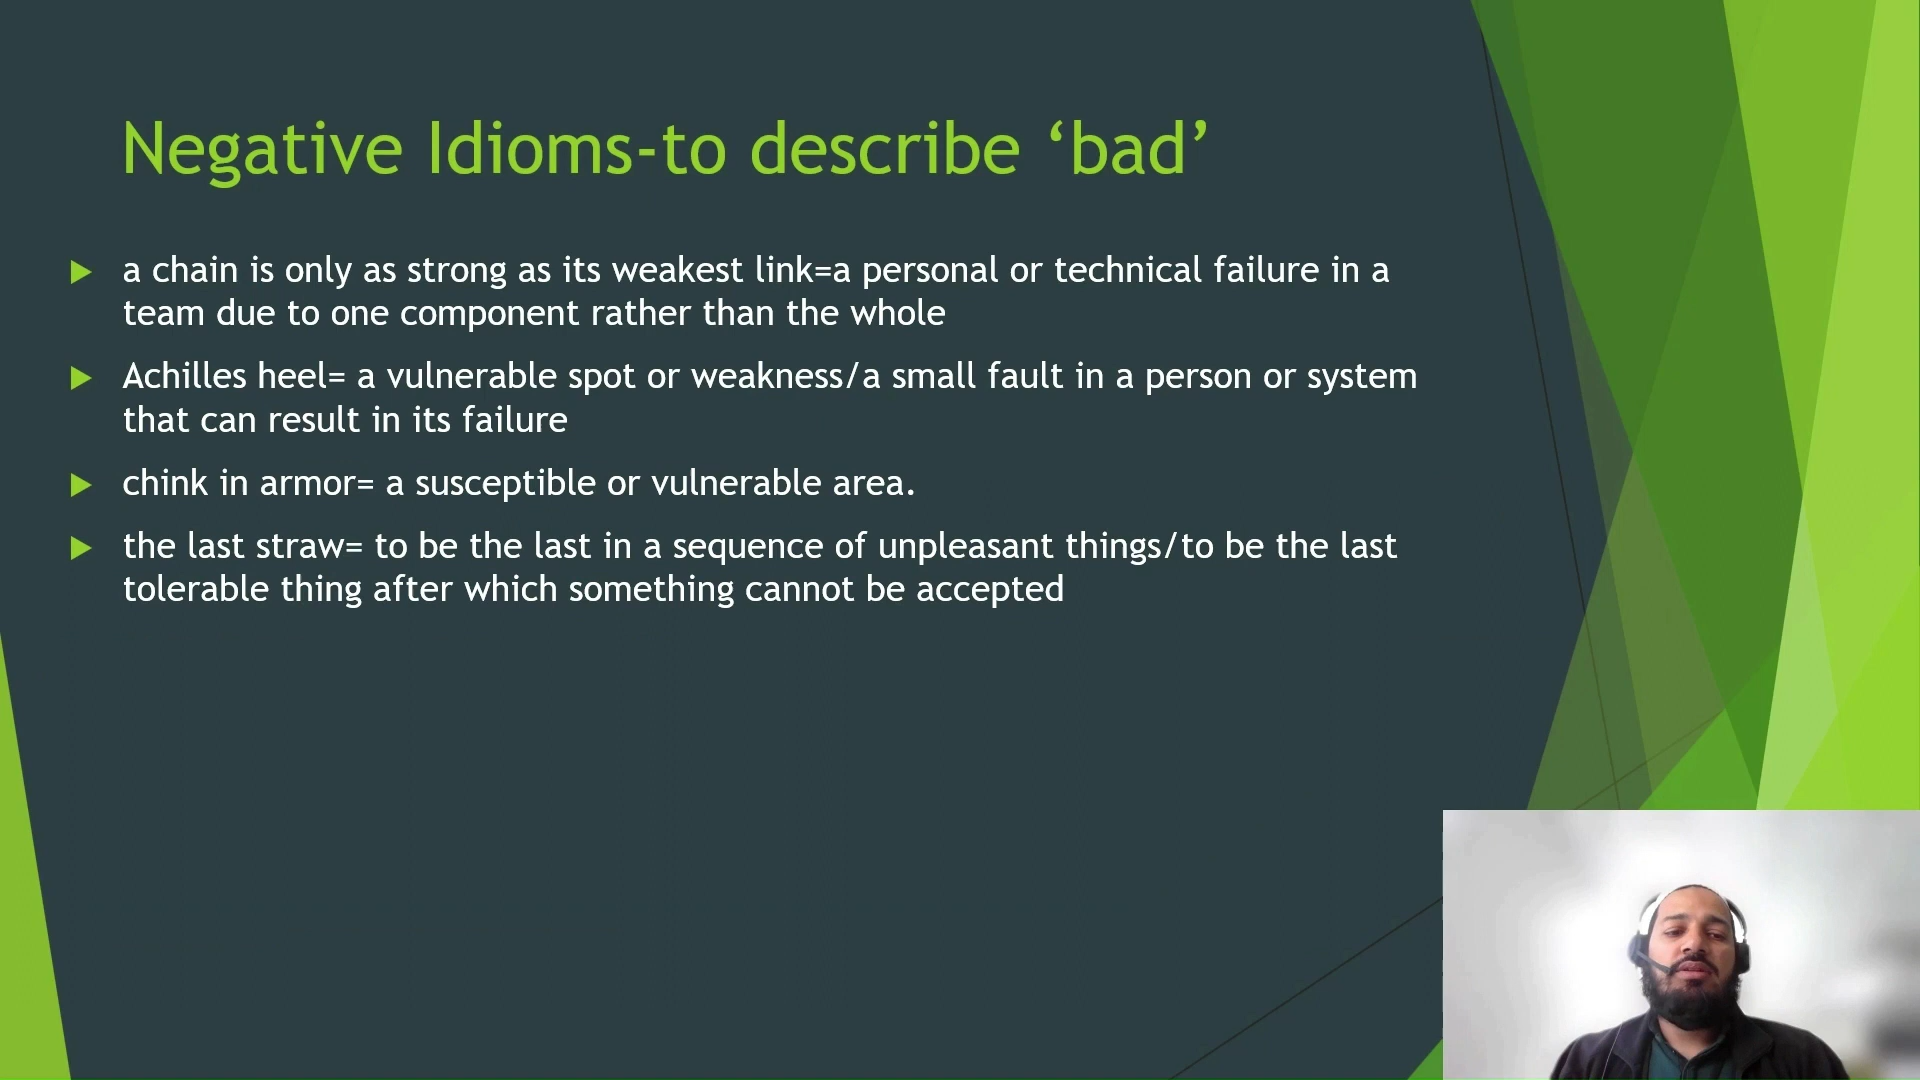 Negative Idioms-to describe ‘bad’
a chain is only as strong as its weakest link=a personal or technical failure in a
team due to one component rather than the whole
Achilles heel= a vulnerable spot or weakness/a small fault in a person or system
that can result in its failure
chink in armor= a susceptible or vulnerable area.
the last straw= to be the last in a sequence of unpleasant things/to be the last
tolerable thing after which something cannot be accepted